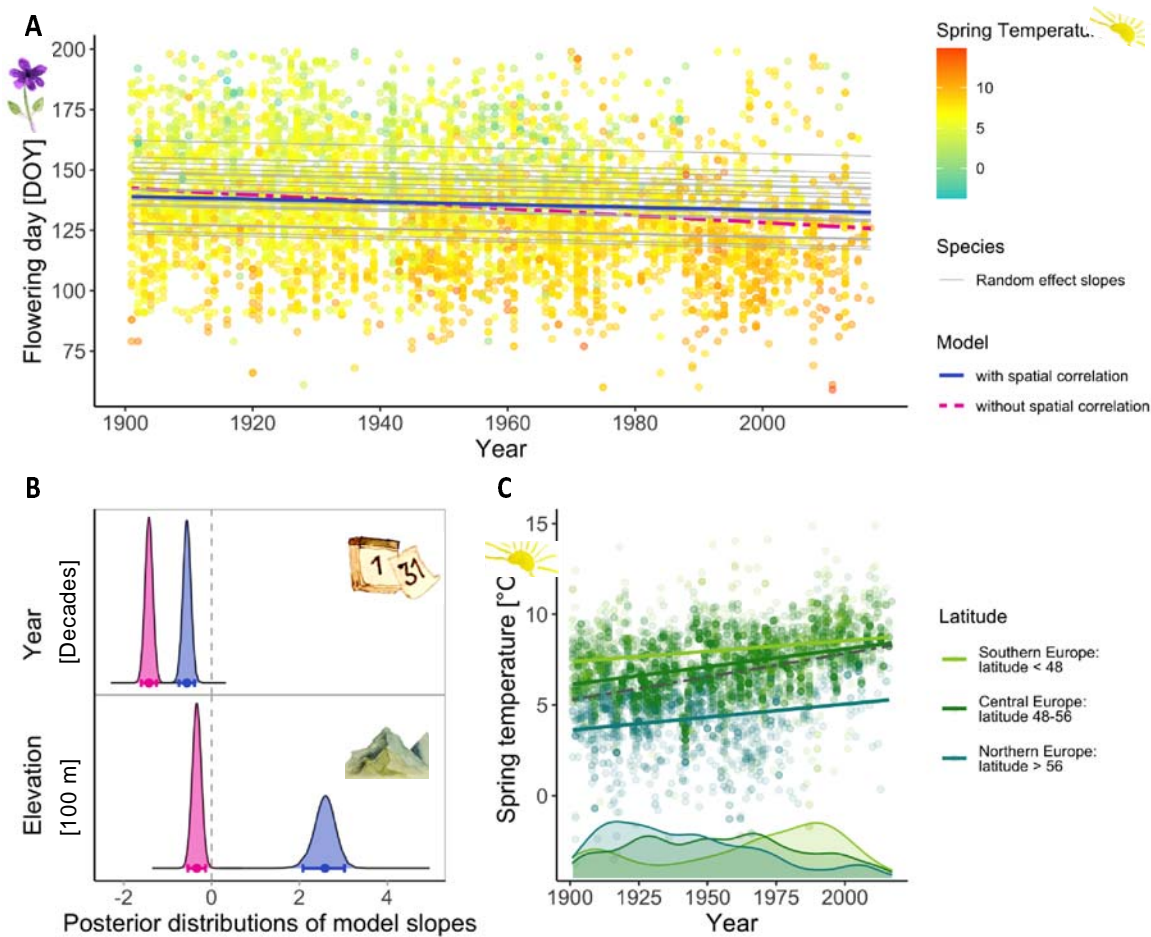 A
Spring Temperatu
200
175
150
125
100
75
Flowering day [DOY]
1900
1920
1940
1960
1980
2000
Year
10
5
0
Species
Random effect slopes
Model
with spatial correlation
without spatial correlation
B
Year
[Decades]
1
31
Elevation
[100 m]
-2
0
2
4
Posterior distributions of model slopes
C
15
10
5
0
Spring temperature [°C
1900
1925
1950
1975
2000
Year
Latitude
Southern Europe:
latitude < 48
Central Europe:
latitude 48-56
Northern Europe:
latitude > 56